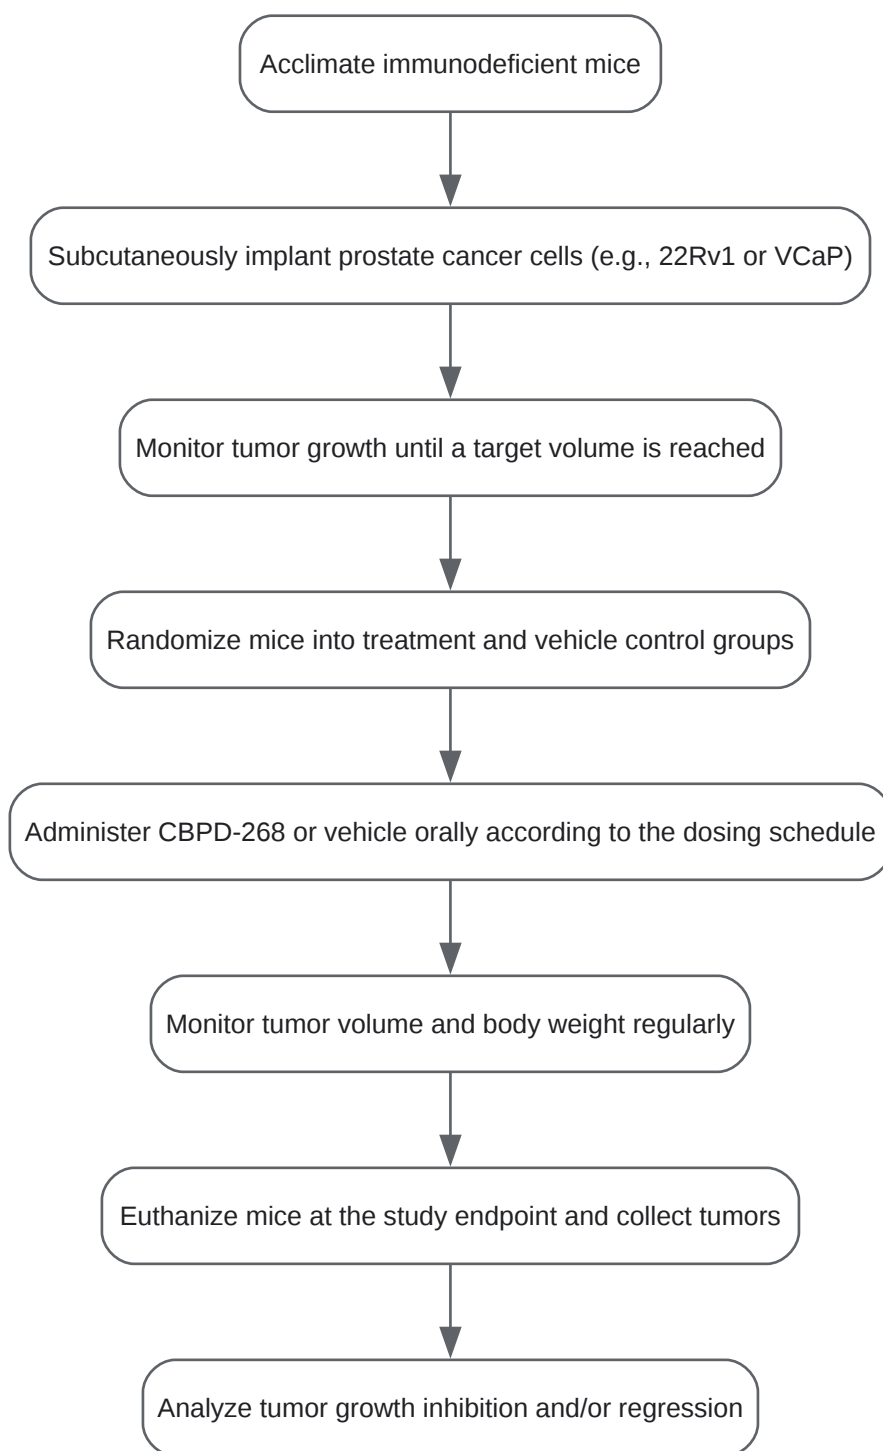 Acclimate immunodeficient mice
Subcutaneously implant prostate cancer cells (e.g., 22Rv1 or VCaP)
Monitor tumor growth until a target volume is reached
Randomize mice into treatment and vehicle control groups
Administer CBPD-268 or vehicle orally according to the dosing schedule
Monitor tumor volume and body weight regularly
Euthanize mice at the study endpoint and collect tumors
Analyze tumor growth inhibition and/or regression